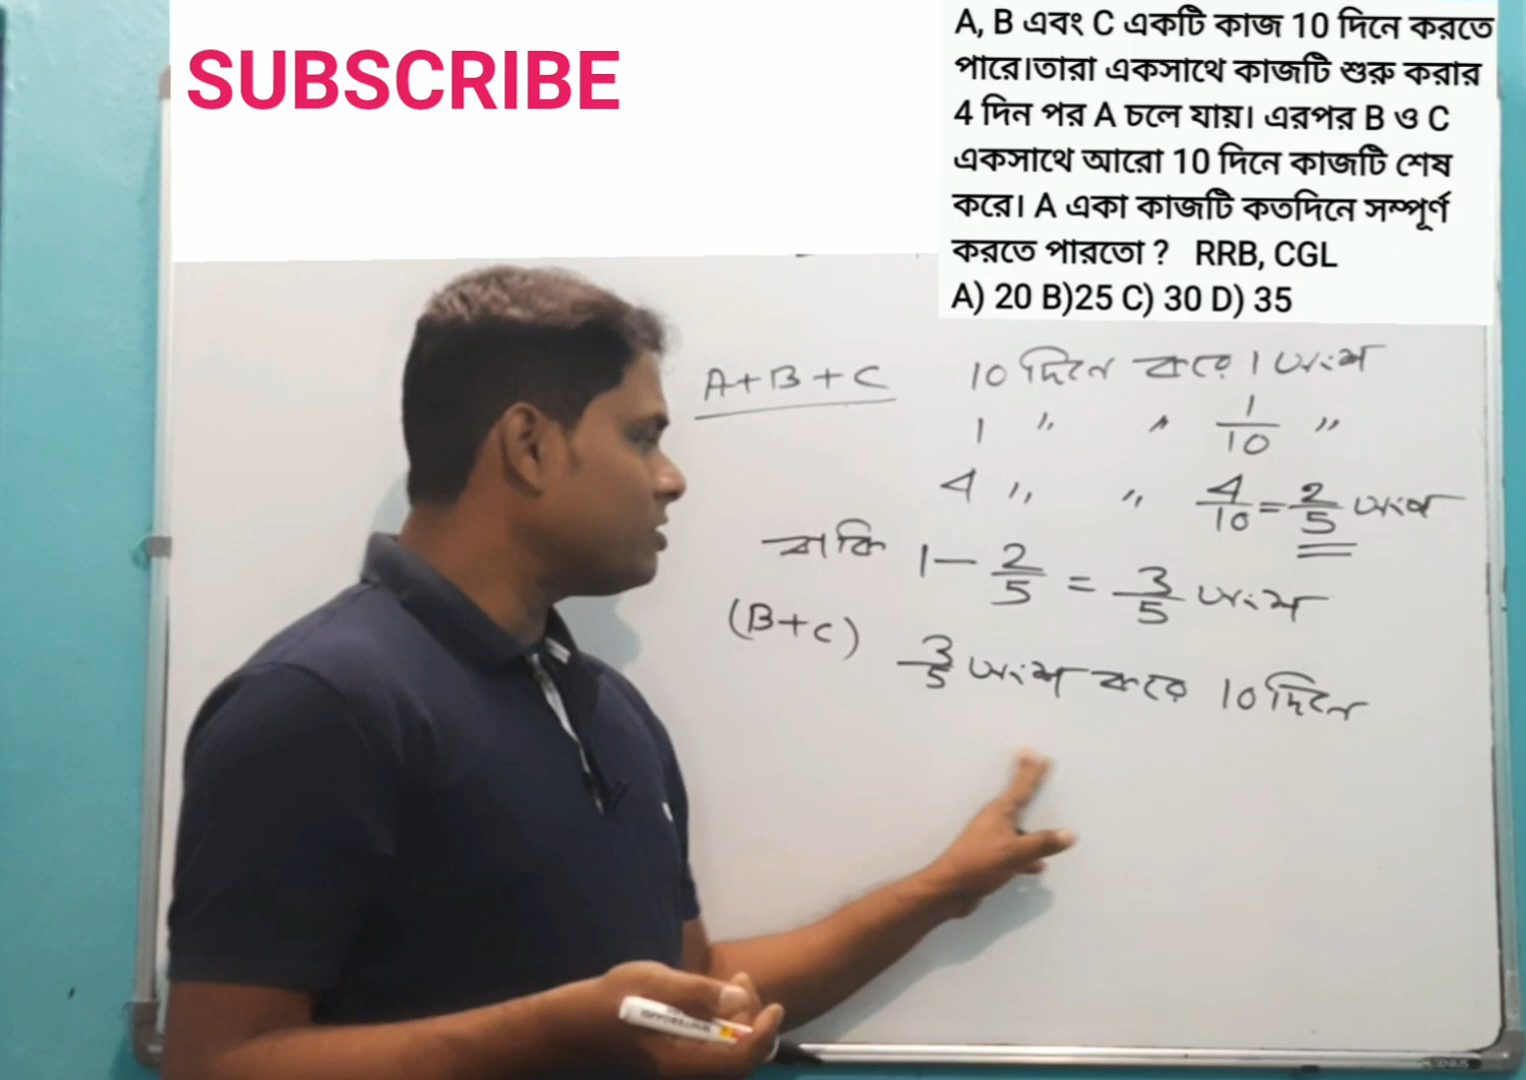 SUBSCRIBE
A, B এবং C একটি কাজ 10 দিনে করতে
পারে।তারা একসাথে কাজটি শুরু করার
4 দিন পর A চলে যায়। এরপর B ও C
একসাথে আরো 10 দিনে কাজটি শেষ
করে। A একা কাজটি কতদিনে সম্পূর্ণ
করতে পারতো ? RRB, CGL
A) 20 B)25 C) 30 D) 35
A+B+C 10 দিনে করে 1 অংশ
1 " " 1/10 "
4 " " 4/10 = 2/5 অংশ
বাকি 1 - 2/5 = 3/5 অংশ
(B+C) 3/5 অংশ করে 10 দিনে